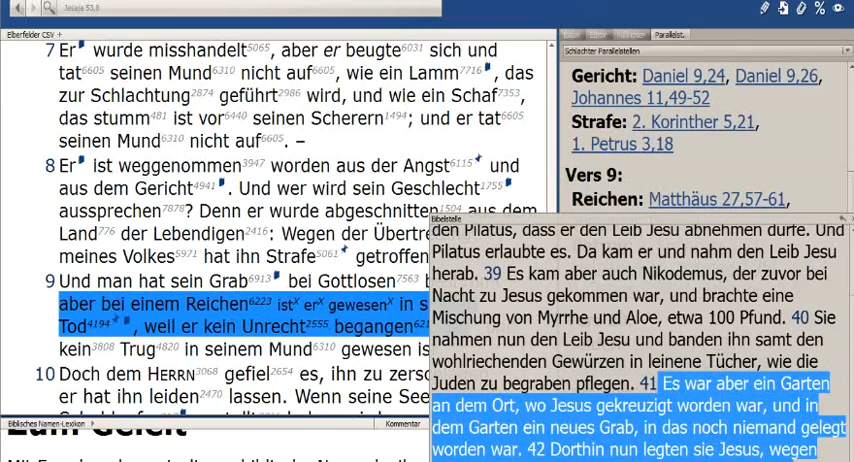 Jesaja 53,8
Elberfelder CSV +
7 Er wurde misshandelt5065, aber er beugte6031 sich und
tat6605 seinen Mund6310 nicht auf6605, wie ein Lamm7716, das
zur Schlachtung2874 geführt2986 wird, und wie ein Schaf7353,
das stumm481 ist vor6440 seinen Scherern1494; und er tat6605
seinen Mund6310 nicht auf6605. –
8 Er ist weggenommen3947 worden aus der Angst6115 und
aus dem Gericht4941. Und wer wird sein Geschlecht1755
aussprechen7878? Denn er wurde abgeschnitten1504 aus dem
Land776 der Lebendigen2416: Wegen der Übertre
meines Volkes5971 hat ihn Strafe5061 getroffen
9 Und man hat sein Grab6913 bei Gottlosen7563 b
aber bei einem Reichen6223 istX erX gewesenX in s
Tod4194, weil er kein Unrecht2555 begangen621
kein3808 Trug4820 in seinem Mund6310 gewesen is
10 Doch dem HERRN3068 gefiel2654 es, ihn zu zersc
er hat ihn leiden2470 lassen. Wenn seine See
Biblisches Namen-Lexikon
Kommentar
Zum Geleit
Baum Editor Fußnoten Parallelst.
Schlachter Parallelstellen
Gericht: Daniel 9,24, Daniel 9,26,
Johannes 11,49-52
Strafe: 2. Korinther 5,21,
1. Petrus 3,18
Vers 9:
Reichen: Matthäus 27,57-61,
Bibelstelle
den Pilatus, dass er den Leib Jesu abnehmen dürfe. Und
Pilatus erlaubte es. Da kam er und nahm den Leib Jesu
herab. 39 Es kam aber auch Nikodemus, der zuvor bei
Nacht zu Jesus gekommen war, und brachte eine
Mischung von Myrrhe und Aloe, etwa 100 Pfund. 40 Sie
nahmen nun den Leib Jesu und banden ihn samt den
wohlriechenden Gewürzen in leinene Tücher, wie die
Juden zu begraben pflegen. 41 Es war aber ein Garten
an dem Ort, wo Jesus gekreuzigt worden war, und in
dem Garten ein neues Grab, in das noch niemand gelegt
worden war. 42 Dorthin nun legten sie Jesus, wegen